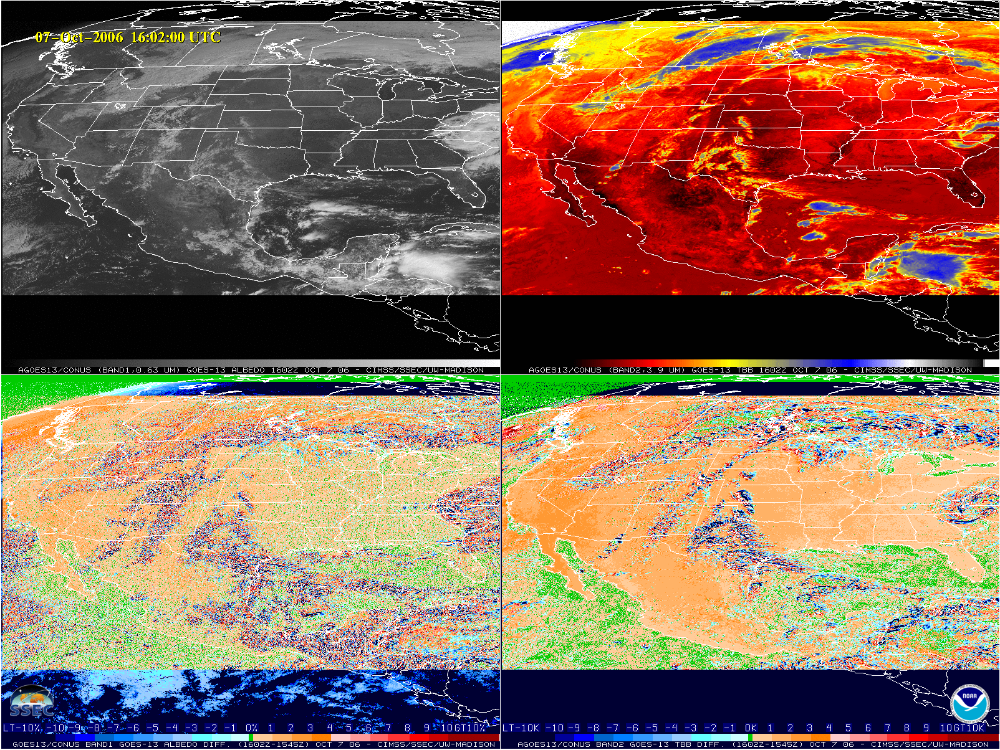 07-Oct-2006 16:02:00 UTC
AGOES13/CONUS (BAND1,0.63 UM) GOES-13 ALBEDO 1602Z OCT 7 06 - CIMSS/SSEC/UW-MADISON
AGOES13/CONUS (BAND2,3.9 UM) GOES-13 TBB 1602Z OCT 7 06 - CIMSS/SSEC/UW-MADISON
SSEC
NOAA
LT-10% -10 -9 -8 -7 -6 -5 -4 -3 -2 -1 0% 1 2 3 4 5 6 7 8 9 10GT10%
LT-10K -10 -9 -8 -7 -6 -5 -4 -3 -2 -1 0K 1 2 3 4 5 6 7 8 9 10GT10K
GOES13/CONUS BAND1 GOES-13 ALBEDO DIFF. (1602Z-1545Z) OCT 7 06 - CIMSS/SSEC/UW-MADISON
AGOES13/CONUS BAND2 GOES-13 TBB DIFF. (1602Z-1545Z) OCT 7 06 - CIMSS/SSEC/UW-MADISON